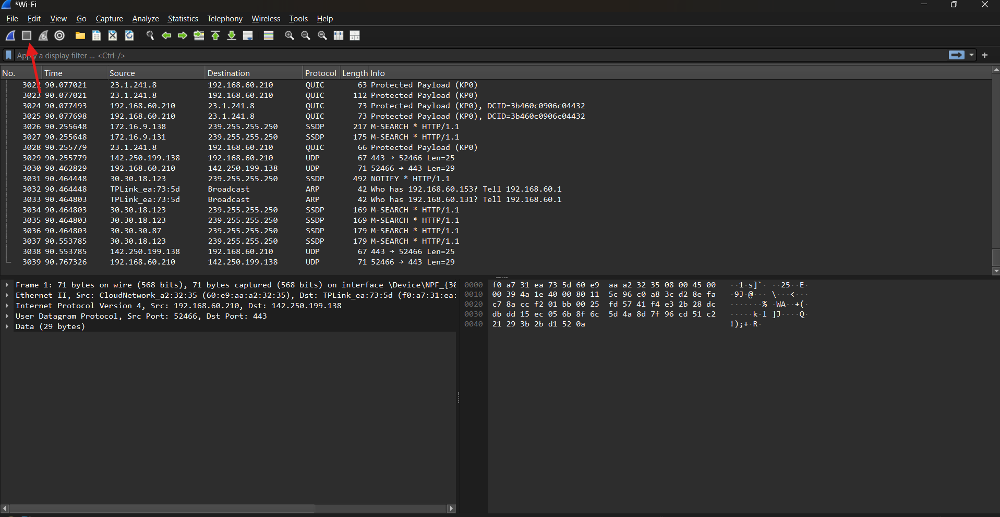 *Wi-Fi
File Edit View Go Capture Analyze Statistics Telephony Wireless Tools Help
Apply a display filter ... <Ctrl-/>
No. Time Source Destination Protocol Length Info
3022 90.077021 23.1.241.8 192.168.60.210 QUIC 63 Protected Payload (KP0)
3023 90.077021 23.1.241.8 192.168.60.210 QUIC 112 Protected Payload (KP0)
3024 90.077493 192.168.60.210 23.1.241.8 QUIC 73 Protected Payload (KP0), DCID=3b460c0906c04432
3025 90.077698 192.168.60.210 23.1.241.8 QUIC 73 Protected Payload (KP0), DCID=3b460c0906c04432
3026 90.255648 172.16.9.138 239.255.255.250 SSDP 217 M-SEARCH * HTTP/1.1
3027 90.255648 172.16.9.131 239.255.255.250 SSDP 175 M-SEARCH * HTTP/1.1
3028 90.255779 23.1.241.8 192.168.60.210 QUIC 66 Protected Payload (KP0)
3029 90.255779 142.250.199.138 192.168.60.210 UDP 67 443 → 52466 Len=25
3030 90.462829 192.168.60.210 142.250.199.138 UDP 71 52466 → 443 Len=29
3031 90.464448 30.30.18.123 239.255.255.250 SSDP 492 NOTIFY * HTTP/1.1
3032 90.464448 TPLink_ea:73:5d Broadcast ARP 42 Who has 192.168.60.153? Tell 192.168.60.1
3033 90.464803 TPLink_ea:73:5d Broadcast ARP 42 Who has 192.168.60.131? Tell 192.168.60.1
3034 90.464803 30.30.18.123 239.255.255.250 SSDP 169 M-SEARCH * HTTP/1.1
3035 90.464803 30.30.18.123 239.255.255.250 SSDP 169 M-SEARCH * HTTP/1.1
3036 90.464803 30.30.30.87 239.255.255.250 SSDP 179 M-SEARCH * HTTP/1.1
3037 90.553785 30.30.18.123 239.255.255.250 SSDP 179 M-SEARCH * HTTP/1.1
3038 90.553785 142.250.199.138 192.168.60.210 UDP 67 443 → 52466 Len=25
3039 90.767326 192.168.60.210 142.250.199.138 UDP 71 52466 → 443 Len=29
Frame 1: 71 bytes on wire (568 bits), 71 bytes captured (568 bits) on interface \Device\NPF_{36
Ethernet II, Src: CloudNetwork_a2:32:35 (60:e9:aa:a2:32:35), Dst: TPLink_ea:73:5d (f0:a7:31:ea:
Internet Protocol Version 4, Src: 192.168.60.210, Dst: 142.250.199.138
User Datagram Protocol, Src Port: 52466, Dst Port: 443
Data (29 bytes)
0000 f0 a7 31 ea 73 5d 60 e9 aa a2 32 35 08 00 45 00 ··1·s]`· ··25··E·
0010 00 39 4a 1e 40 00 80 11 5c 96 c0 a8 3c d2 8e fa ·9J·@··· \···<···
0020 c7 8a cc f2 01 bb 00 25 fd 57 41 f4 e3 2b 28 dc ·······% ·WA··+(·
0030 db dd 15 ec 05 6b 8f 6c 5d 4a 8d 7f 96 cd 51 c2 ·····k·l ]J····Q·
0040 21 29 3b 2b d1 52 0a !);+·R·